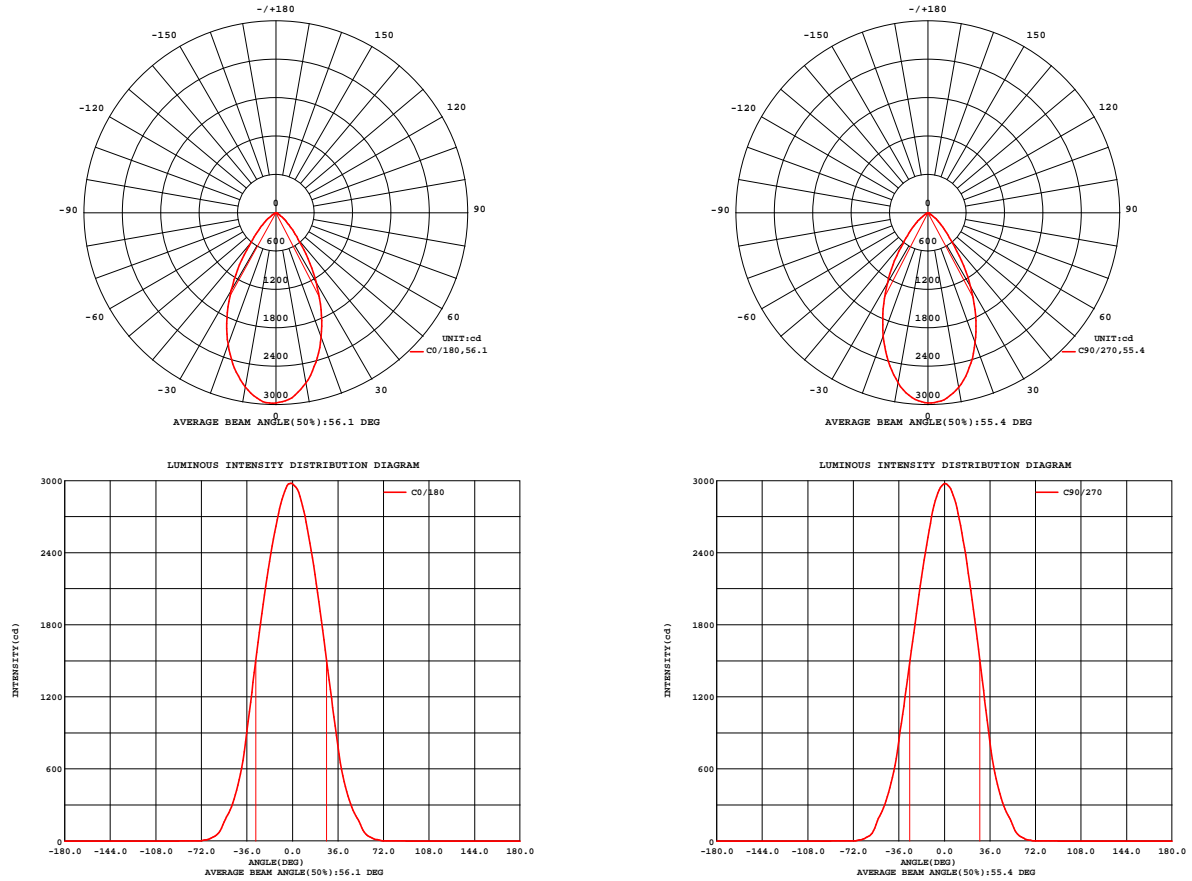 -/+180
-150 150
-120 120
-90 90
-60 60
-30 30
0
0
600
1200
1800
2400
3000
UNIT:cd
C0/180,56.1
AVERAGE BEAM ANGLE(50%):56.1 DEG
-/+180
-150 150
-120 120
-90 90
-60 60
-30 30
0
0
600
1200
1800
2400
3000
UNIT:cd
C90/270,55.4
AVERAGE BEAM ANGLE(50%):55.4 DEG
LUMINOUS INTENSITY DISTRIBUTION DIAGRAM
C0/180
INTENSITY(cd)
3000
2400
1800
1200
600
0
-180.0 -144.0 -108.0 -72.0 -36.0 0.0 36.0 72.0 108.0 144.0 180.0
ANGLE(DEG)
AVERAGE BEAM ANGLE(50%):56.1 DEG
LUMINOUS INTENSITY DISTRIBUTION DIAGRAM
C90/270
INTENSITY(cd)
3000
2400
1800
1200
600
0
-180.0 -144.0 -108.0 -72.0 -36.0 0.0 36.0 72.0 108.0 144.0 180.0
ANGLE(DEG)
AVERAGE BEAM ANGLE(50%):55.4 DEG